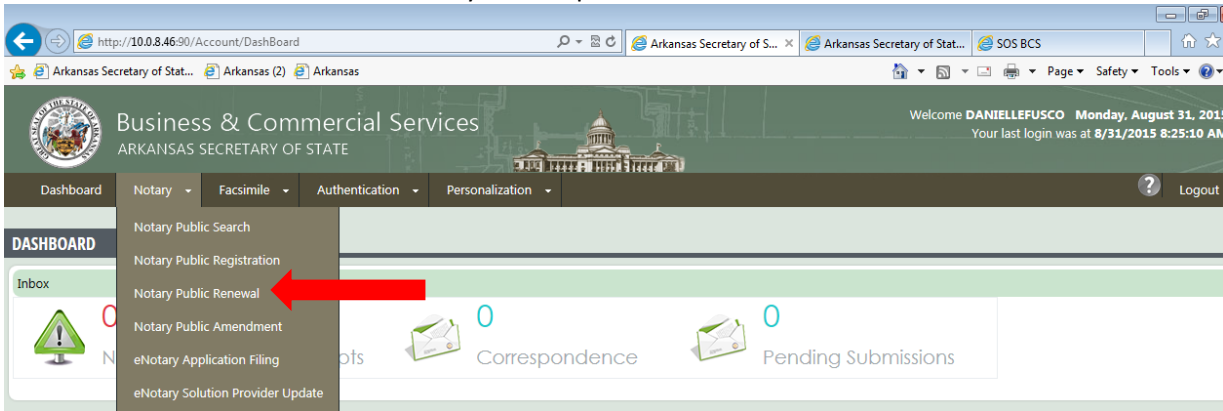 http://10.0.8.46:90/Account/DashBoard
Arkansas Secretary of S...
Arkansas Secretary of Stat...
SOS BCS
Arkansas Secretary of Stat...
Arkansas (2)
Arkansas
Page
Safety
Tools
Business & Commercial Services
ARKANSAS SECRETARY OF STATE
Welcome DANIELLEFUSCO Monday, August 31, 2015
Your last login was at 8/31/2015 8:25:10 AM
Dashboard
Notary
Facsimile
Authentication
Personalization
?
Logout
Notary Public Search
Notary Public Registration
Notary Public Renewal
Notary Public Amendment
eNotary Application Filing
eNotary Solution Provider Update
DASHBOARD
Inbox
0
N
pts
0
Correspondence
0
Pending Submissions